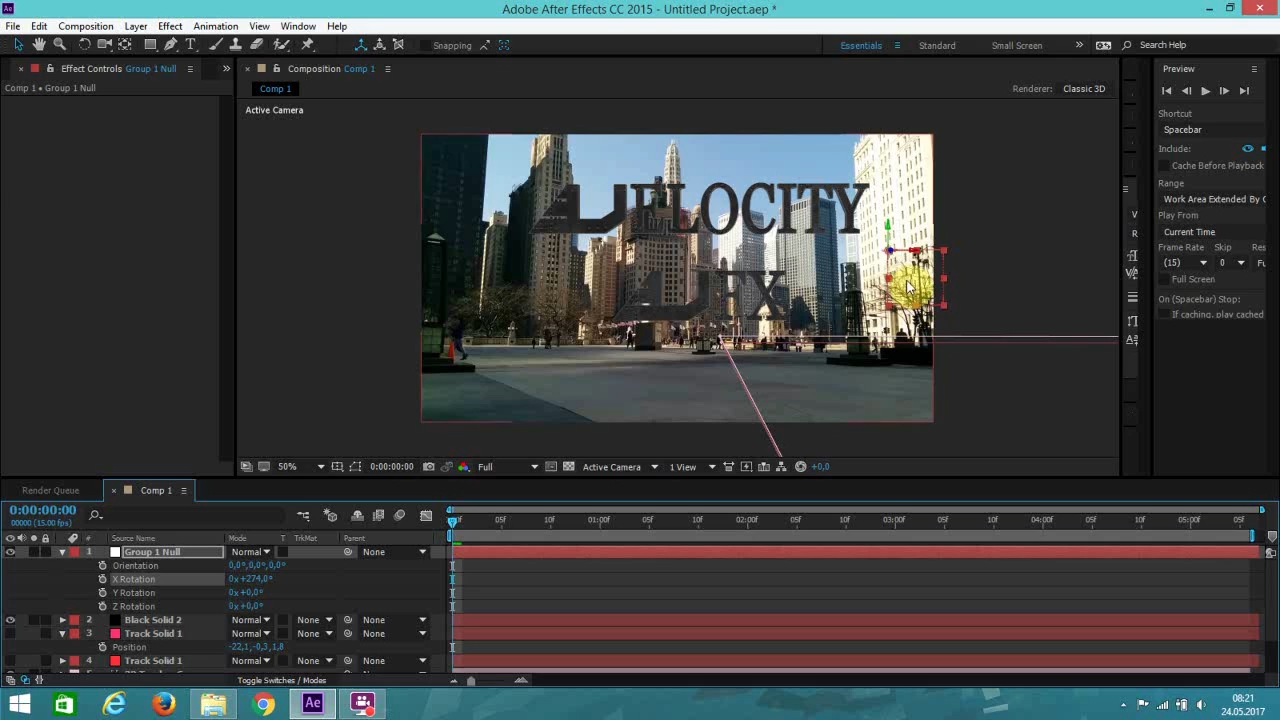 Adobe After Effects CC 2015 - Untitled Project.aep *
File Edit Composition Layer Effect Animation View Window Help
Snapping Essentials Standard Small Screen Search Help
Effect Controls Group 1 Null
Composition Comp 1
Preview
Comp 1 • Group 1 Null
Comp 1
Renderer: Classic 3D
Active Camera
Shortcut
Spacebar
Include:
Cache Before Playback
Range
Work Area Extended By C
Play From
Current Time
Frame Rate Skip Res
(15) 0 Fu
Full Screen
On (Spacebar) Stop:
If caching, play cached
VELOCITY
FX
50% 0:00:00:00 Full Active Camera 1 View +0,0
Render Queue Comp 1
0:00:00:00
00000 (15.00 fps)
05f 01:00f 05f 02:00f 05f 03:00f 05f 04:00f 05f 05:00f 05f
# Source Name Mode T TrkMat Parent
1 Group 1 Null Normal None
Orientation 0,0°,0,0°,0,0°
X Rotation 0x+274,0°
Y Rotation 0x+0,0°
Z Rotation 0x+0,0°
2 Black Solid 2 Normal None None
3 Track Solid 1 Normal None None
Position -22,1,-0,3,1,8
4 Track Solid 1 Normal None None
Toggle Switches / Modes
Ae
08:21
24.05.2017